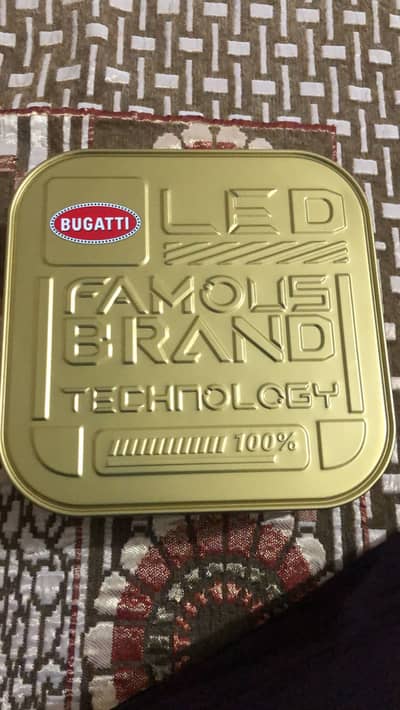 BUGATTI
LED
FAMOUS
BRAND
TECHNOLOGY
100%